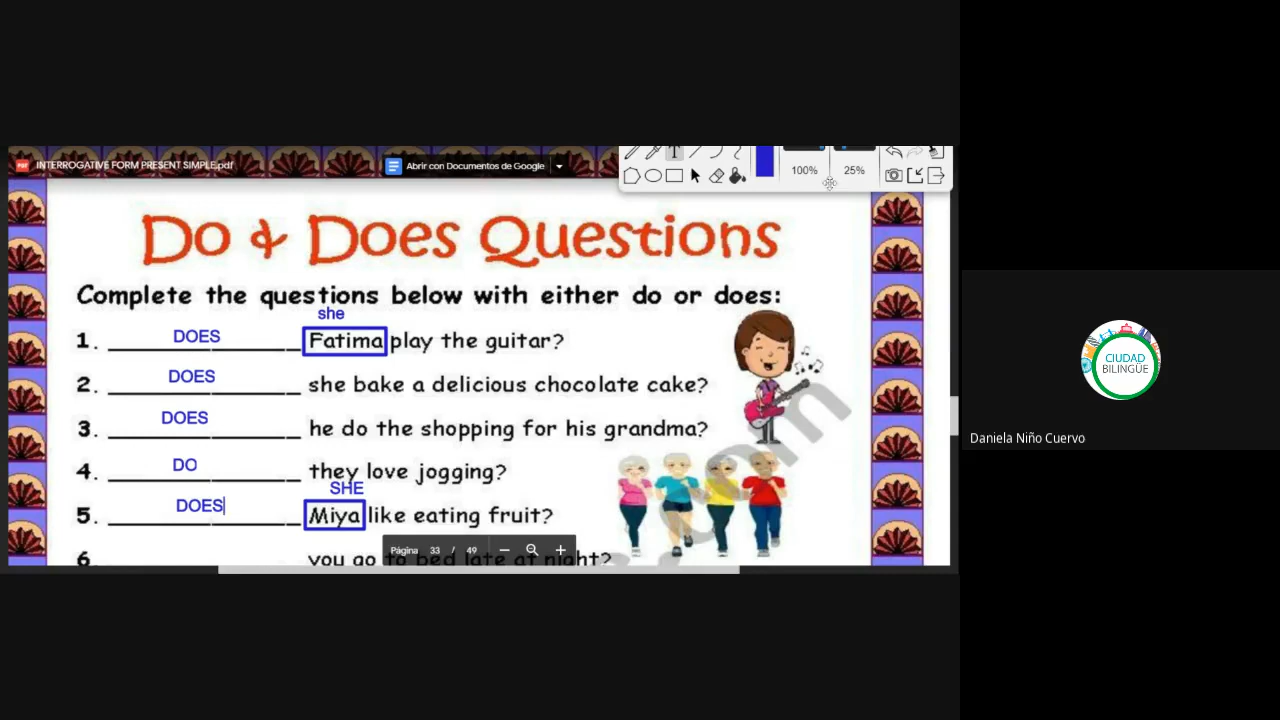 INTERROGATIVE FORM PRESENT SIMPLE.pdf
Abrir con Documentos de Google
100% 25%
Do & Does Questions
Complete the questions below with either do or does:
she
1. DOES Fatima play the guitar?
2. DOES she bake a delicious chocolate cake?
3. DOES he do the shopping for his grandma?
4. DO they love jogging?
SHE
5. DOES Miya like eating fruit?
6. you go to bed late at night?
Página 33 / 49
CIUDAD
BILINGÜE
Daniela Niño Cuervo